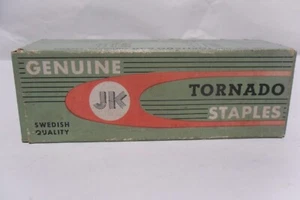 GENUINE
JK
TORNADO
STAPLES
SWEDISH
QUALITY